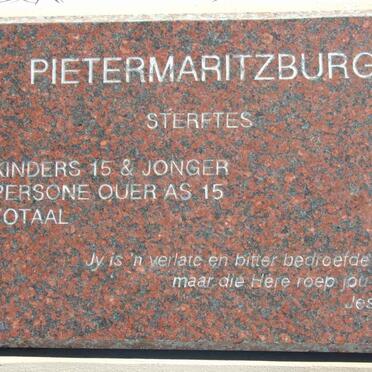 PIETERMARITZBURG
STERFTES
KINDERS 15 & JONGER
PERSONE OUER AS 15
TOTAAL
Jy is 'n verlate en bitter bedroefde
maar die Here roep jou
Jes